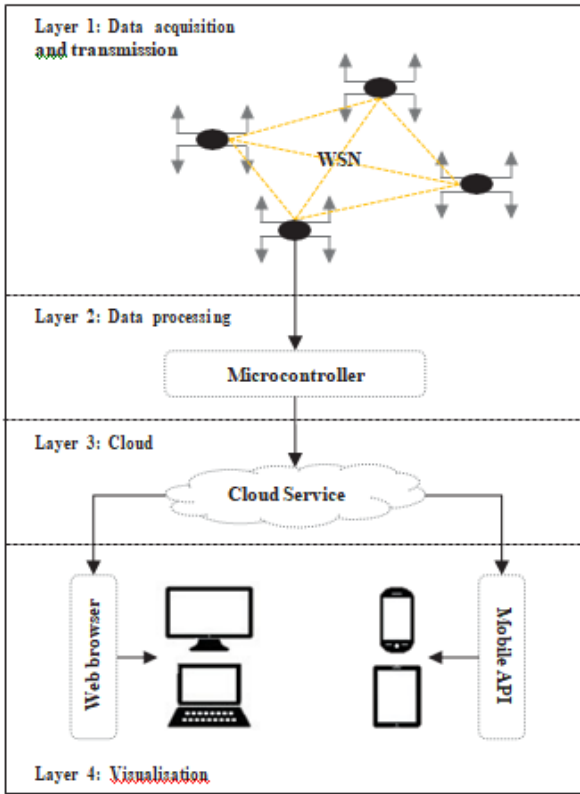 Layer 1: Data acquisition
and transmission
WSN
Layer 2: Data processing
Microcontroller
Layer 3: Cloud
Cloud Service
Web browser
Mobile API
Layer 4: Visualisation